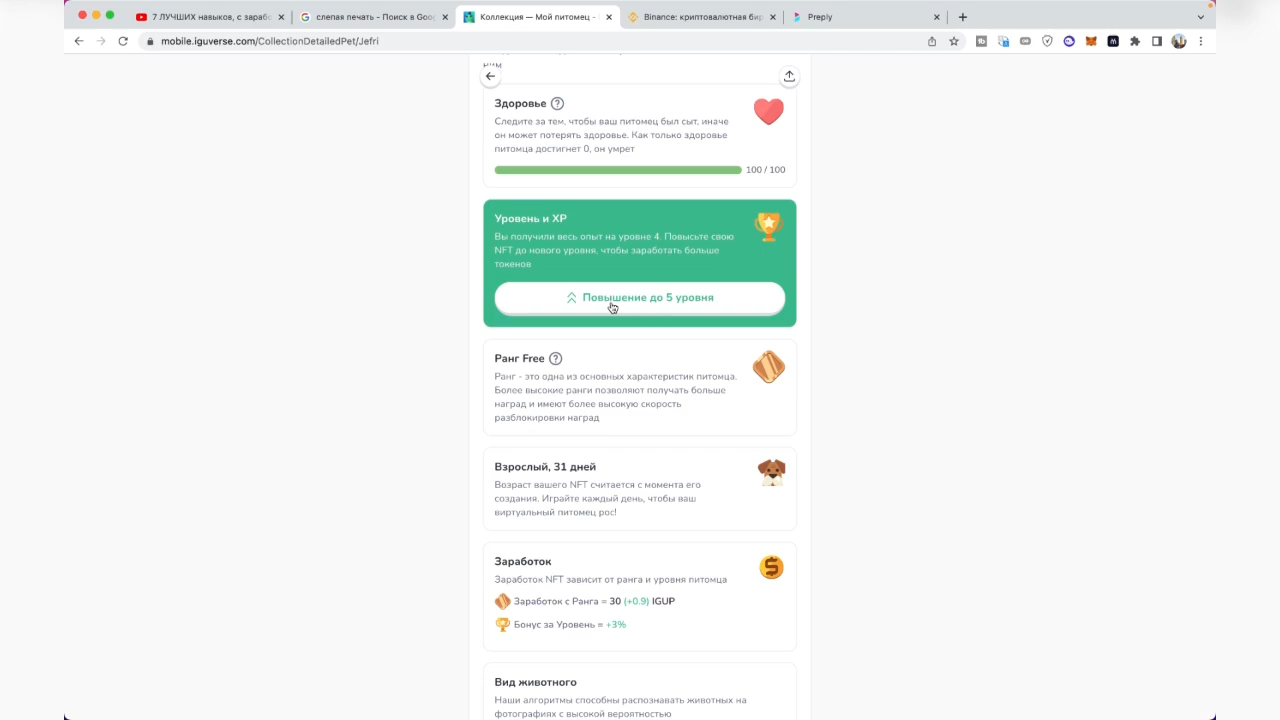 7 ЛУЧШИХ навыков, с зарабо
слепая печать - Поиск в Goog
Коллекция — Мой питомец -
Binance: криптовалютная бир
Preply
mobile.iguverse.com/CollectionDetailedPet/Jefri
ним
Здоровье
Следите за тем, чтобы ваш питомец был сыт, иначе
он может потерять здоровье. Как только здоровье
питомца достигнет 0, он умрет
100 / 100
Уровень и XP
Вы получили весь опыт на уровне 4. Повысьте свою
NFT до нового уровня, чтобы заработать больше
токенов
Повышение до 5 уровня
Ранг Free
Ранг - это одна из основных характеристик питомца.
Более высокие ранги позволяют получать больше
наград и имеют более высокую скорость
разблокировки наград
Взрослый, 31 дней
Возраст вашего NFT считается с момента его
создания. Играйте каждый день, чтобы ваш
виртуальный питомец рос!
Заработок
Заработок NFT зависит от ранга и уровня питомца
Заработок с Ранга = 30 (+0.9) IGUP
Бонус за Уровень = +3%
Вид животного
Наши алгоритмы способны распознавать животных на
фотографиях с высокой вероятностью